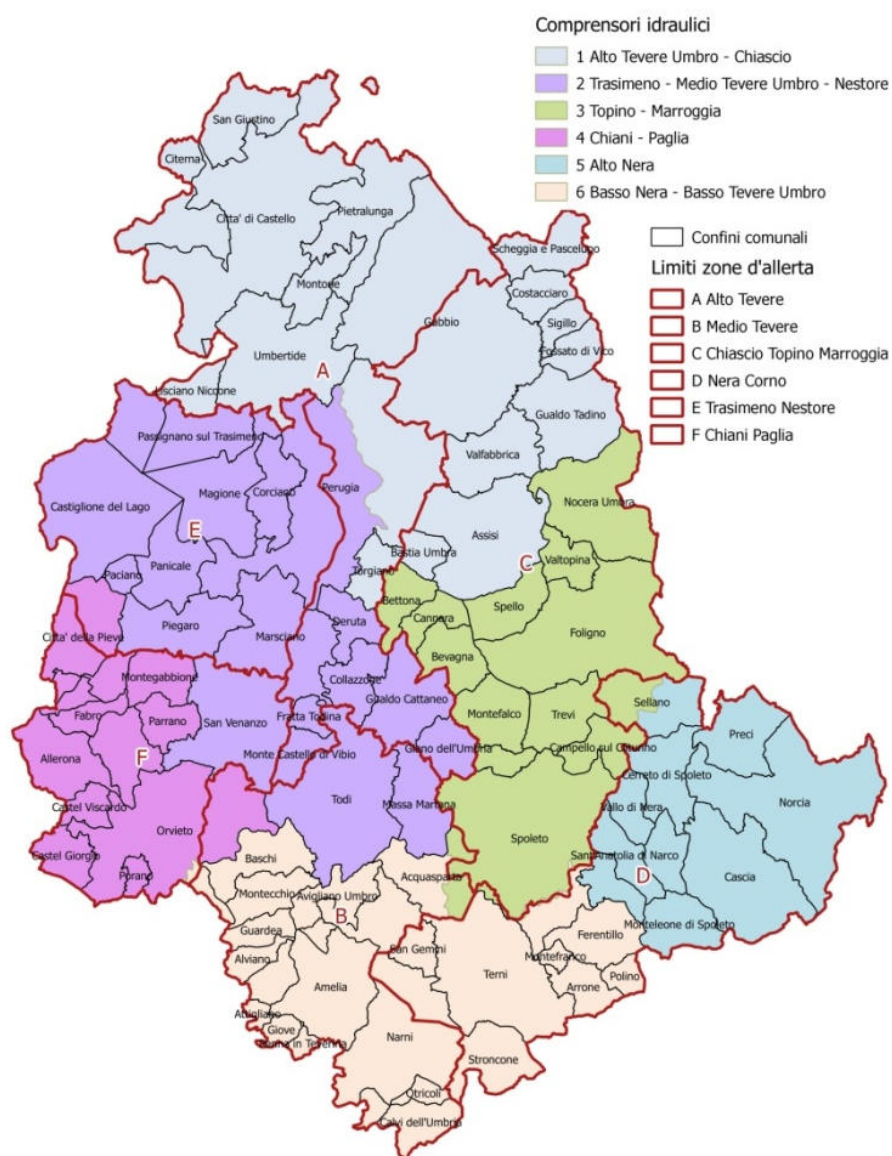 Comprensori idraulici
1 Alto Tevere Umbro - Chiascio
2 Trasimeno - Medio Tevere Umbro - Nestore
3 Topino - Marroggia
4 Chiani - Paglia
5 Alto Nera
6 Basso Nera - Basso Tevere Umbro
Confini comunali
Limiti zone d'allerta
A Alto Tevere
B Medio Tevere
C Chiascio Topino Marroggia
D Nera Corno
E Trasimeno Nestore
F Chiani Paglia
San Giustino
Citerna
Citta' di Castello
Pietralunga
Scheggia e Pascelupo
Montone
Costacciaro
Gubbio
Sigillo
Fossato di Vico
Umbertide
A
Lisciano Niccone
Gualdo Tadino
Passignano sul Trasimeno
Valfabbrica
Magione
Corciano
Perugia
Castiglione del Lago
Nocera Umbra
E
Assisi
Bastia Umbra
C
Valtopina
Panicale
Paciano
Torgiano
Bettona
Spello
Cannara
Piegaro
Deruta
Foligno
Citta' della Pieve
Marsciano
Bevagna
Montegabbione
Collazzone
Gualdo Cattaneo
Sellano
Fabro
Parrano
San Venanzo
Fratta Todina
Montefalco
Trevi
Preci
Allerona
F
Monte Castello di Vibio
Giano dell'Umbria
Campello sul Clitunno
Cerreto di Spoleto
Todi
Massa Martana
Vallo di Nera
Norcia
Castel Viscardo
Orvieto
Spoleto
Castel Giorgio
Baschi
Sant'Anatolia di Narco
Porano
Acquasparta
D
Cascia
Montecchio
Avigliano Umbro
B
Monteleone di Spoleto
Guardea
Ferentillo
San Gemini
Montefranco
Alviano
Terni
Polino
Amelia
Arrone
Attigliano
Giove
Narni
Penna in Teverina
Stroncone
Otricoli
Calvi dell'Umbria